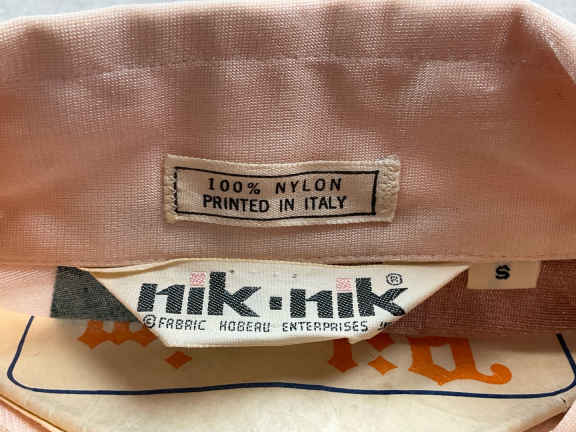 100% NYLON
PRINTED IN ITALY
nik·nik®
S
©FABRIC HOBEAU ENTERPRISES